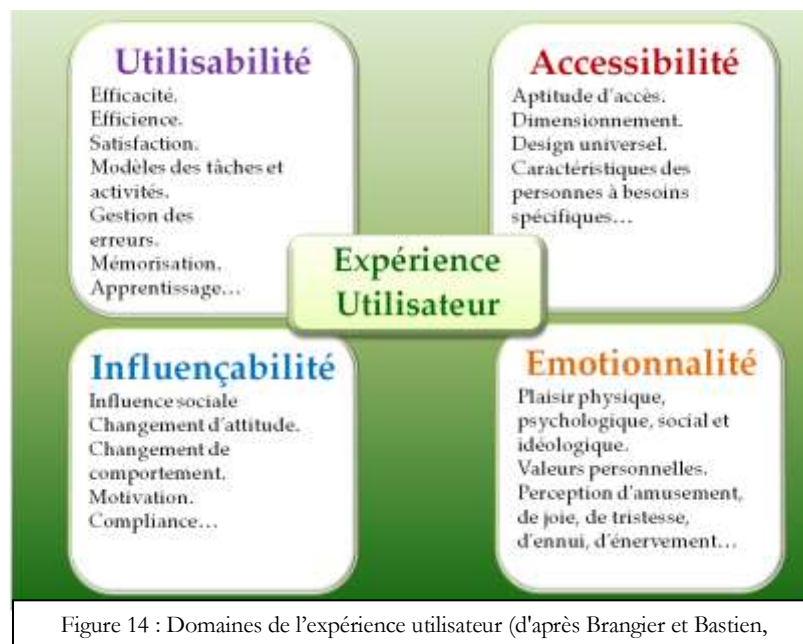 Utilisabilité
Efficacité.
Efficience.
Satisfaction.
Modèles des tâches et
activités.
Gestion des
erreurs.
Mémorisation.
Apprentissage…
Accessibilité
Aptitude d'accès.
Dimensionnement.
Design universel.
Caractéristiques des
personnes à besoins
spécifiques…
Expérience
Utilisateur
Influençabilité
Influence sociale
Changement d'attitude.
Changement de
comportement.
Motivation.
Compliance…
Emotionnalité
Plaisir physique,
psychologique, social et
idéologique.
Valeurs personnelles.
Perception d'amusement,
de joie, de tristesse,
d'ennui, d'énervement…
Figure 14 : Domaines de l'expérience utilisateur (d'après Brangier et Bastien,